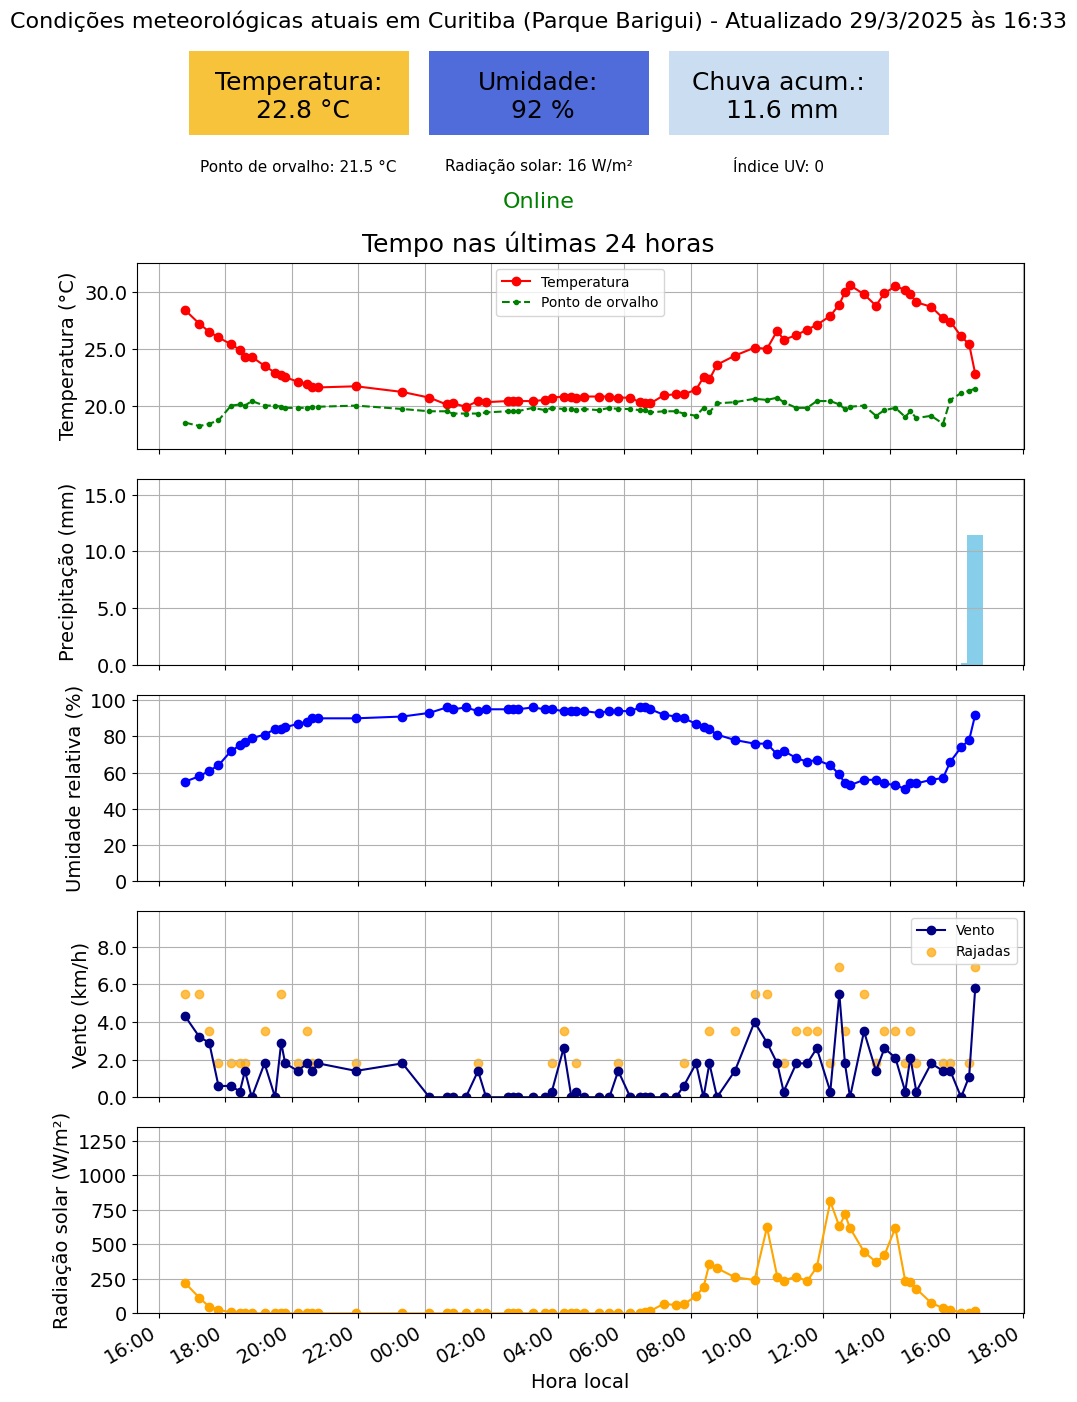 Condições meteorológicas atuais em Curitiba (Parque Barigui) - Atualizado 29/3/2025 às 16:33
Temperatura:
22.8 °C
Umidade:
92 %
Chuva acum.:
11.6 mm
Ponto de orvalho: 21.5 °C
Radiação solar: 16 W/m²
Índice UV: 0
Online
Tempo nas últimas 24 horas
Temperatura (°C)
30.0
25.0
20.0
Temperatura
Ponto de orvalho
Precipitação (mm)
15.0
10.0
5.0
0.0
Umidade relativa (%)
100
80
60
40
20
0
Vento (km/h)
8.0
6.0
4.0
2.0
0.0
Vento
Rajadas
Radiação solar (W/m²)
1250
1000
750
500
250
0
16:00
18:00
20:00
22:00
00:00
02:00
04:00
06:00
08:00
10:00
12:00
14:00
16:00
18:00
Hora local